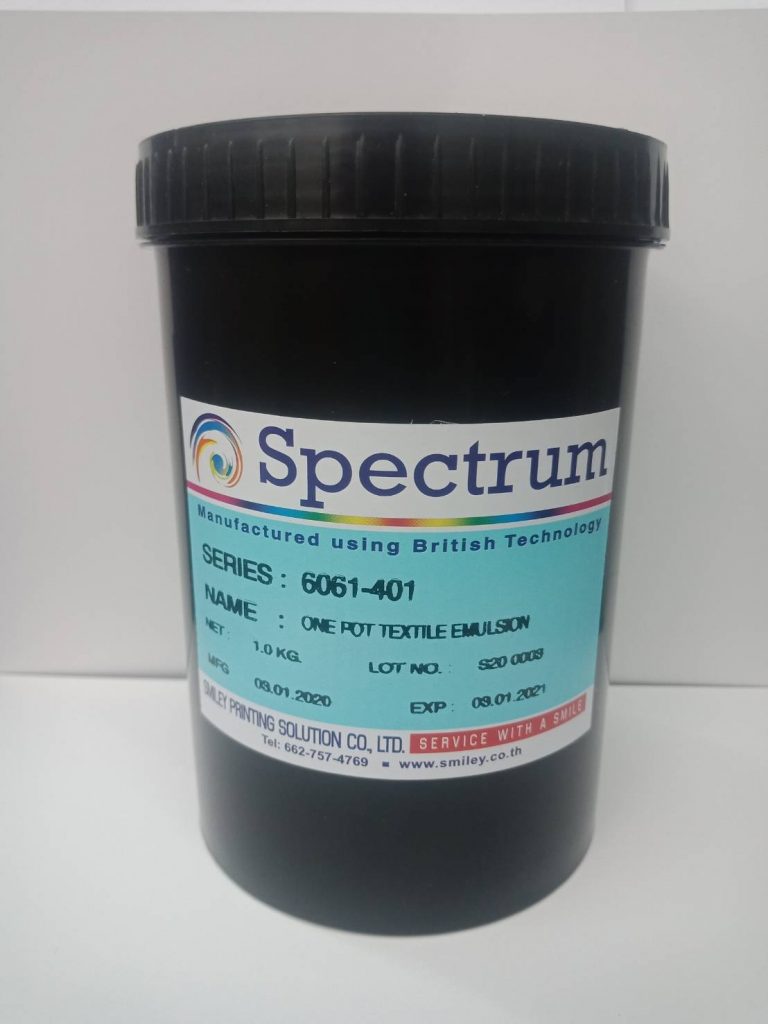 Spectrum
Manufactured using British Technology
SERIES : 6061-401
NAME : ONE POT TEXTILE EMULSION
NET : 1.0 KG. LOT NO. : S20 0003
MFG 03.01.2020 EXP : 03.01.2021
SMILEY PRINTING SOLUTION CO., LTD. SERVICE WITH A SMILE
Tel: 662-757-4769 ▪ www.smiley.co.th